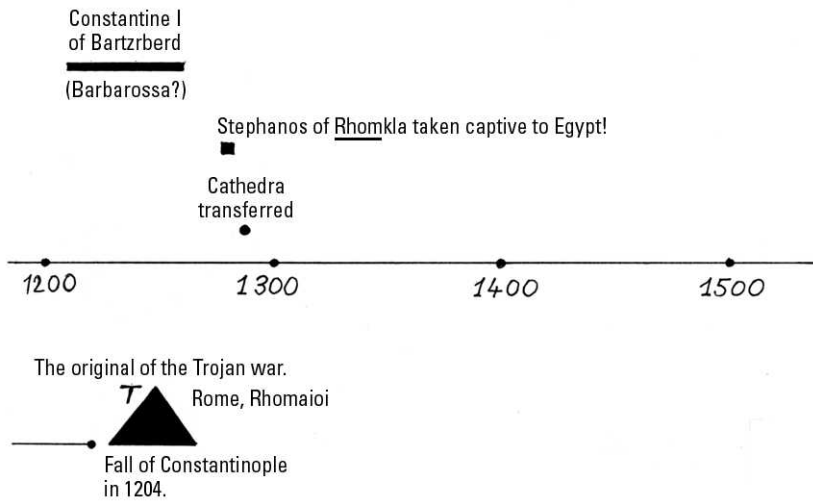 Constantine I
of Bartzrberd
(Barbarossa?)
Stephanos of Rhomkla taken captive to Egypt!
Cathedra
transferred
1200 1300 1400 1500
The original of the Trojan war.
T Rome, Rhomaioi
Fall of Constantinople
in 1204.